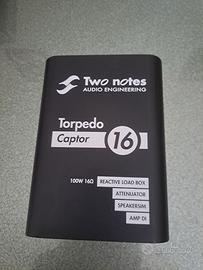 Two notes
AUDIO ENGINEERING
Torpedo
Captor
16
100W 16Ω
REACTIVE LOAD BOX
ATTENUATOR
SPEAKERSIM
AMP DI